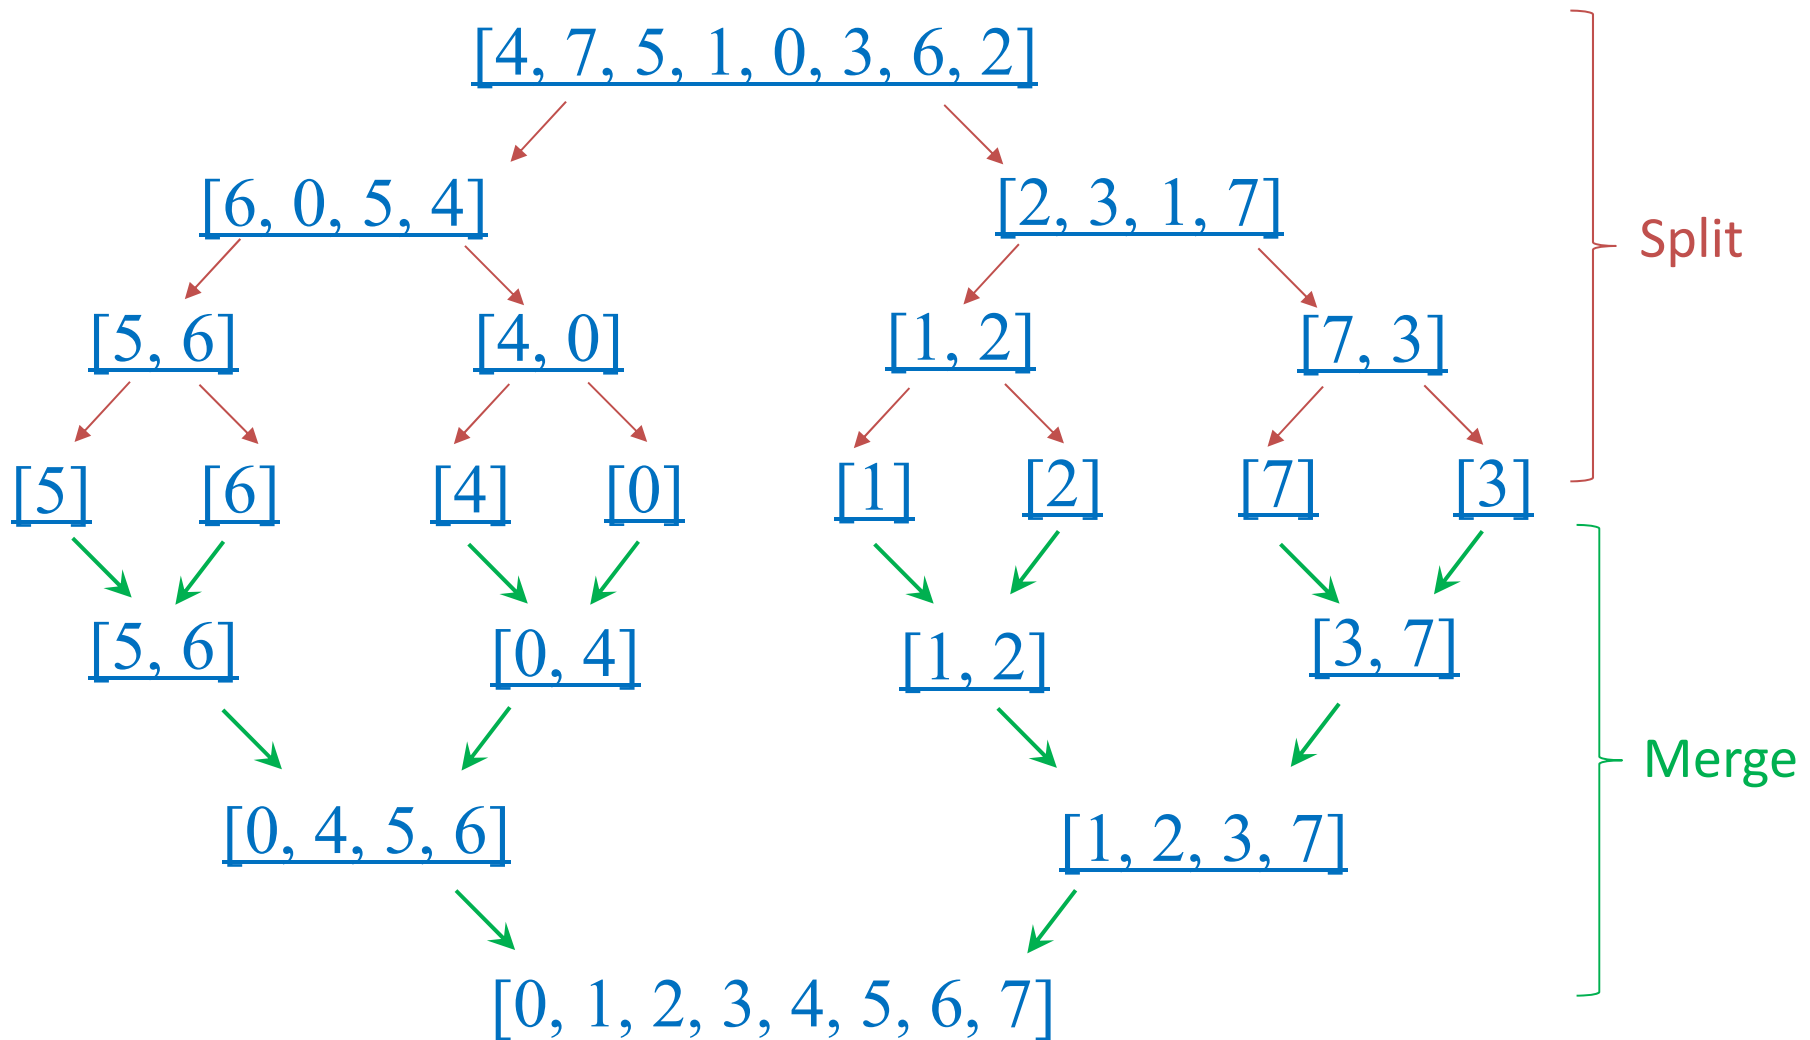 [4, 7, 5, 1, 0, 3, 6, 2]
[6, 0, 5, 4] [2, 3, 1, 7]
Split
[5, 6] [4, 0] [1, 2] [7, 3]
[5] [6] [4] [0] [1] [2] [7] [3]
[5, 6] [0, 4] [1, 2] [3, 7]
Merge
[0, 4, 5, 6] [1, 2, 3, 7]
[0, 1, 2, 3, 4, 5, 6, 7]